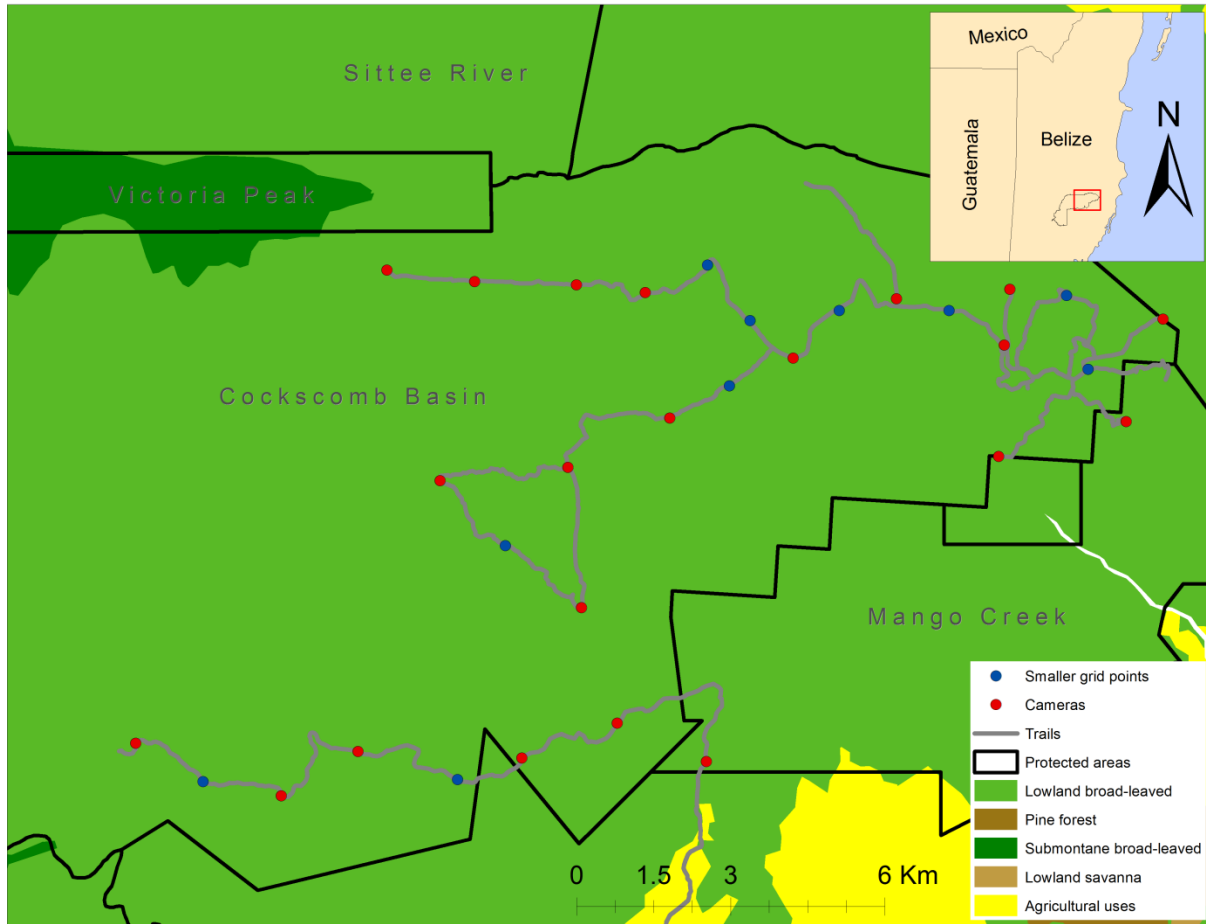 Sittee River
Victoria Peak
Cockscomb Basin
Mango Creek
Mexico
Guatemala
Belize
N
Smaller grid points
Cameras
Trails
Protected areas
Lowland broad-leaved
Pine forest
Submontane broad-leaved
Lowland savanna
Agricultural uses
0 1.5 3 6 Km